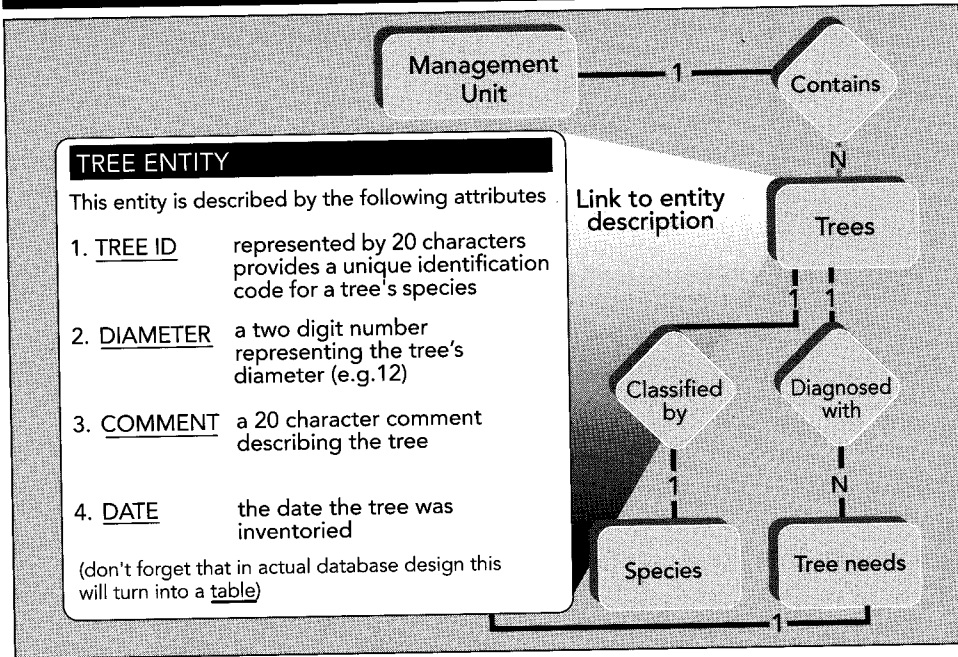 Management
Unit
1
Contains
N
TREE ENTITY
This entity is described by the following attributes
Link to entity
description
Trees
1. TREE ID represented by 20 characters
provides a unique identification
code for a tree's species
1 1
2. DIAMETER a two digit number
representing the tree's
diameter (e.g.12)
Classified
by
Diagnosed
with
3. COMMENT a 20 character comment
describing the tree
1
N
4. DATE the date the tree was
inventoried
Species
Tree needs
(don't forget that in actual database design this
will turn into a table)
1